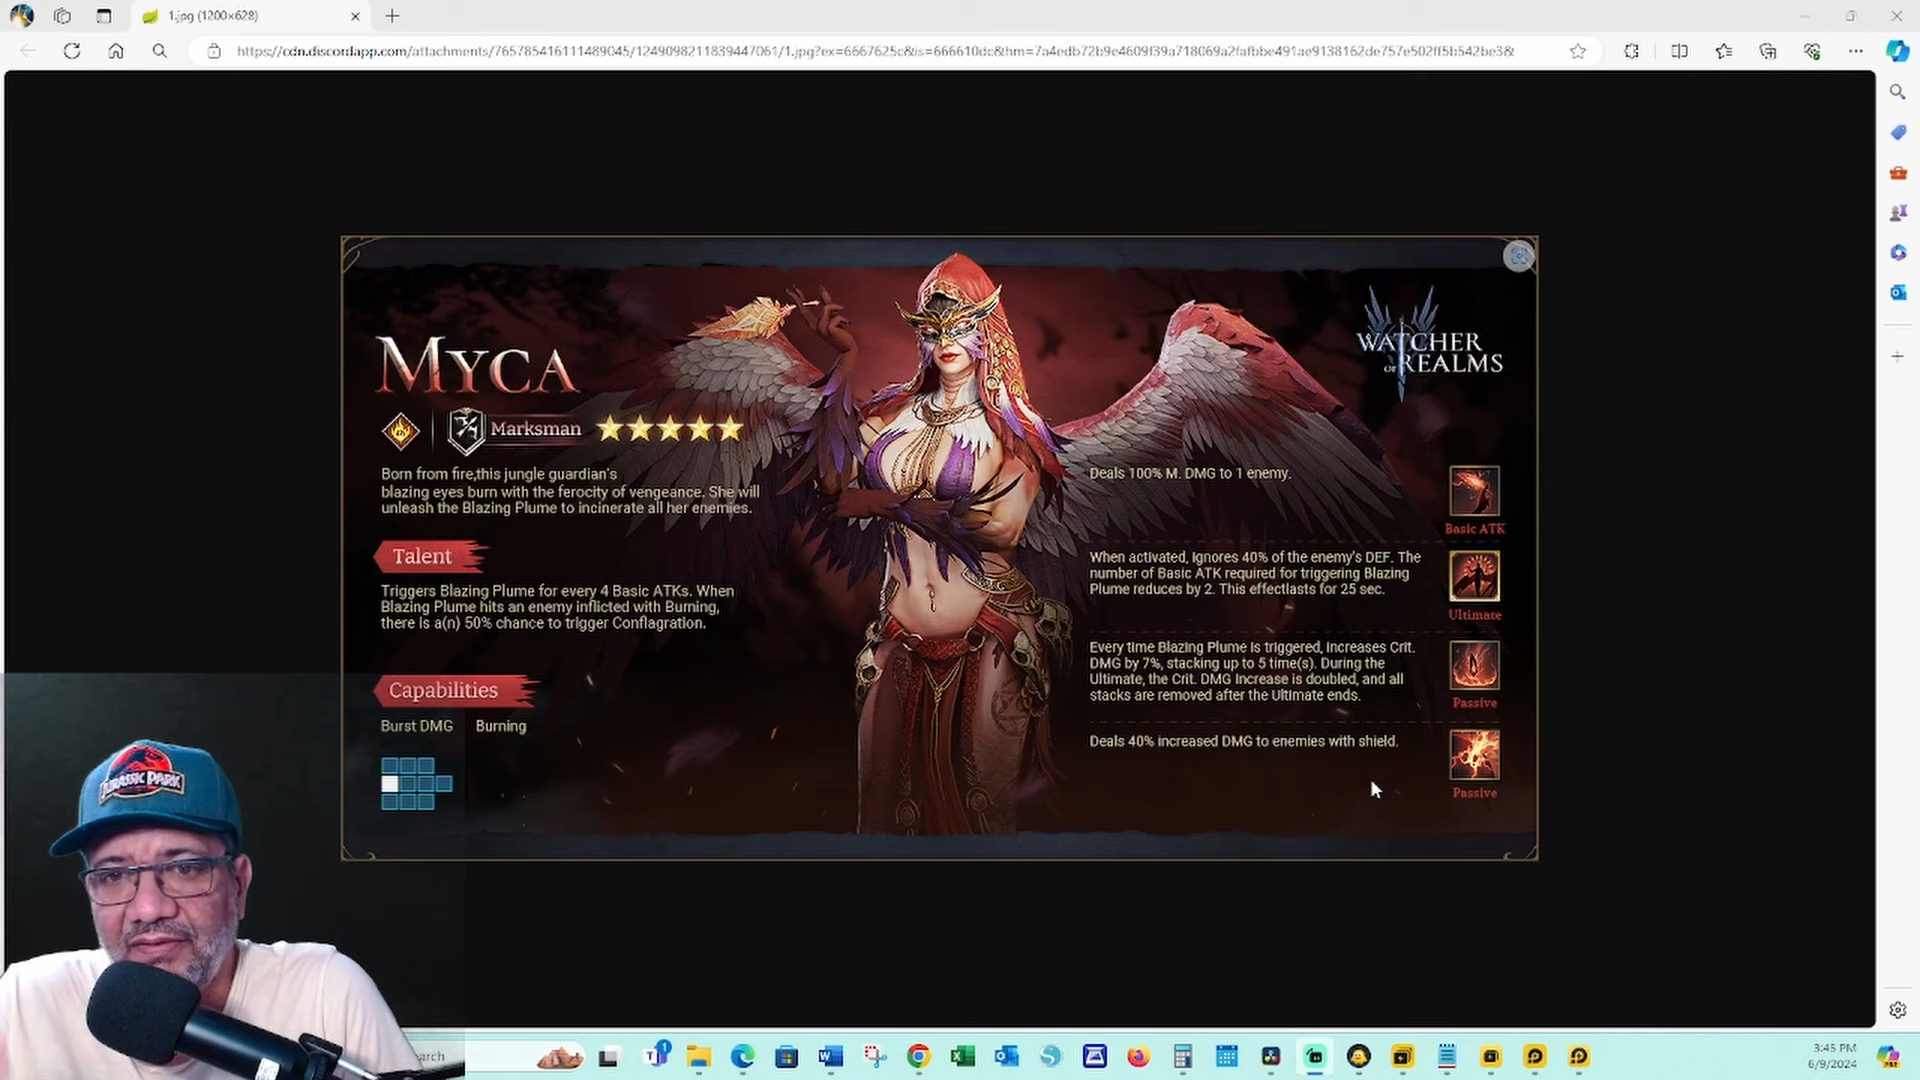 1.jpg (1200×628)
https://cdn.discordapp.com/attachments/765785416111489045/1249098211839447061/1.jpg?ex=6667625c&is=666610dc&hm=7a4edb72b9e4609f39a718069a2fafbbe491ae9138162de757e502ff5b542be3&
WATCHER
OF REALMS
MYCA
Marksman
Born from fire,this jungle guardian's
blazing eyes burn with the ferocity of vengeance. She will
unleash the Blazing Plume to incinerate all her enemies.
Talent
Triggers Blazing Plume for every 4 Basic ATKs. When
Blazing Plume hits an enemy inflicted with Burning,
there is a(n) 50% chance to trigger Conflagration.
Capabilities
Burst DMG Burning
Deals 100% M. DMG to 1 enemy.
Basic ATK
When activated, ignores 40% of the enemy's DEF. The
number of Basic ATK required for triggering Blazing
Plume reduces by 2. This effectlasts for 25 sec.
Ultimate
Every time Blazing Plume is triggered, increases Crit.
DMG by 7%, stacking up to 5 time(s). During the
Ultimate, the Crit. DMG increase is doubled, and all
stacks are removed after the Ultimate ends.
Passive
Deals 40% increased DMG to enemies with shield.
Passive
JURASSIC PARK
earch
1
3:45 PM
6/9/2024